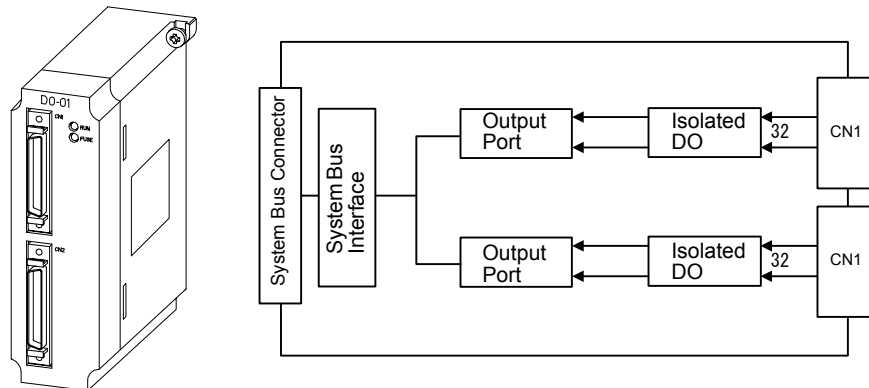 DO-01
CN1
RUN
FUSE
CN2
System Bus Connector
System Bus
Interface
Output
Port
Isolated
DO
32
CN1
Output
Port
Isolated
DO
32
CN1